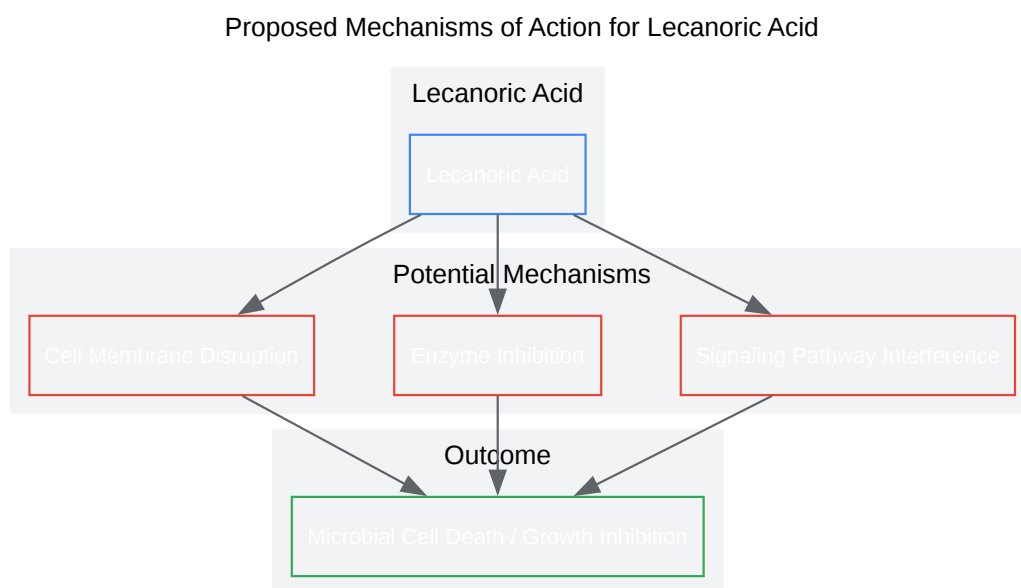 Proposed Mechanisms of Action for Lecanoric Acid
Lecanoric Acid
Lecanoric Acid
Potential Mechanisms
Cell Membrane Disruption
Enzyme Inhibition
Signaling Pathway Interference
Outcome
Microbial Cell Death / Growth Inhibition